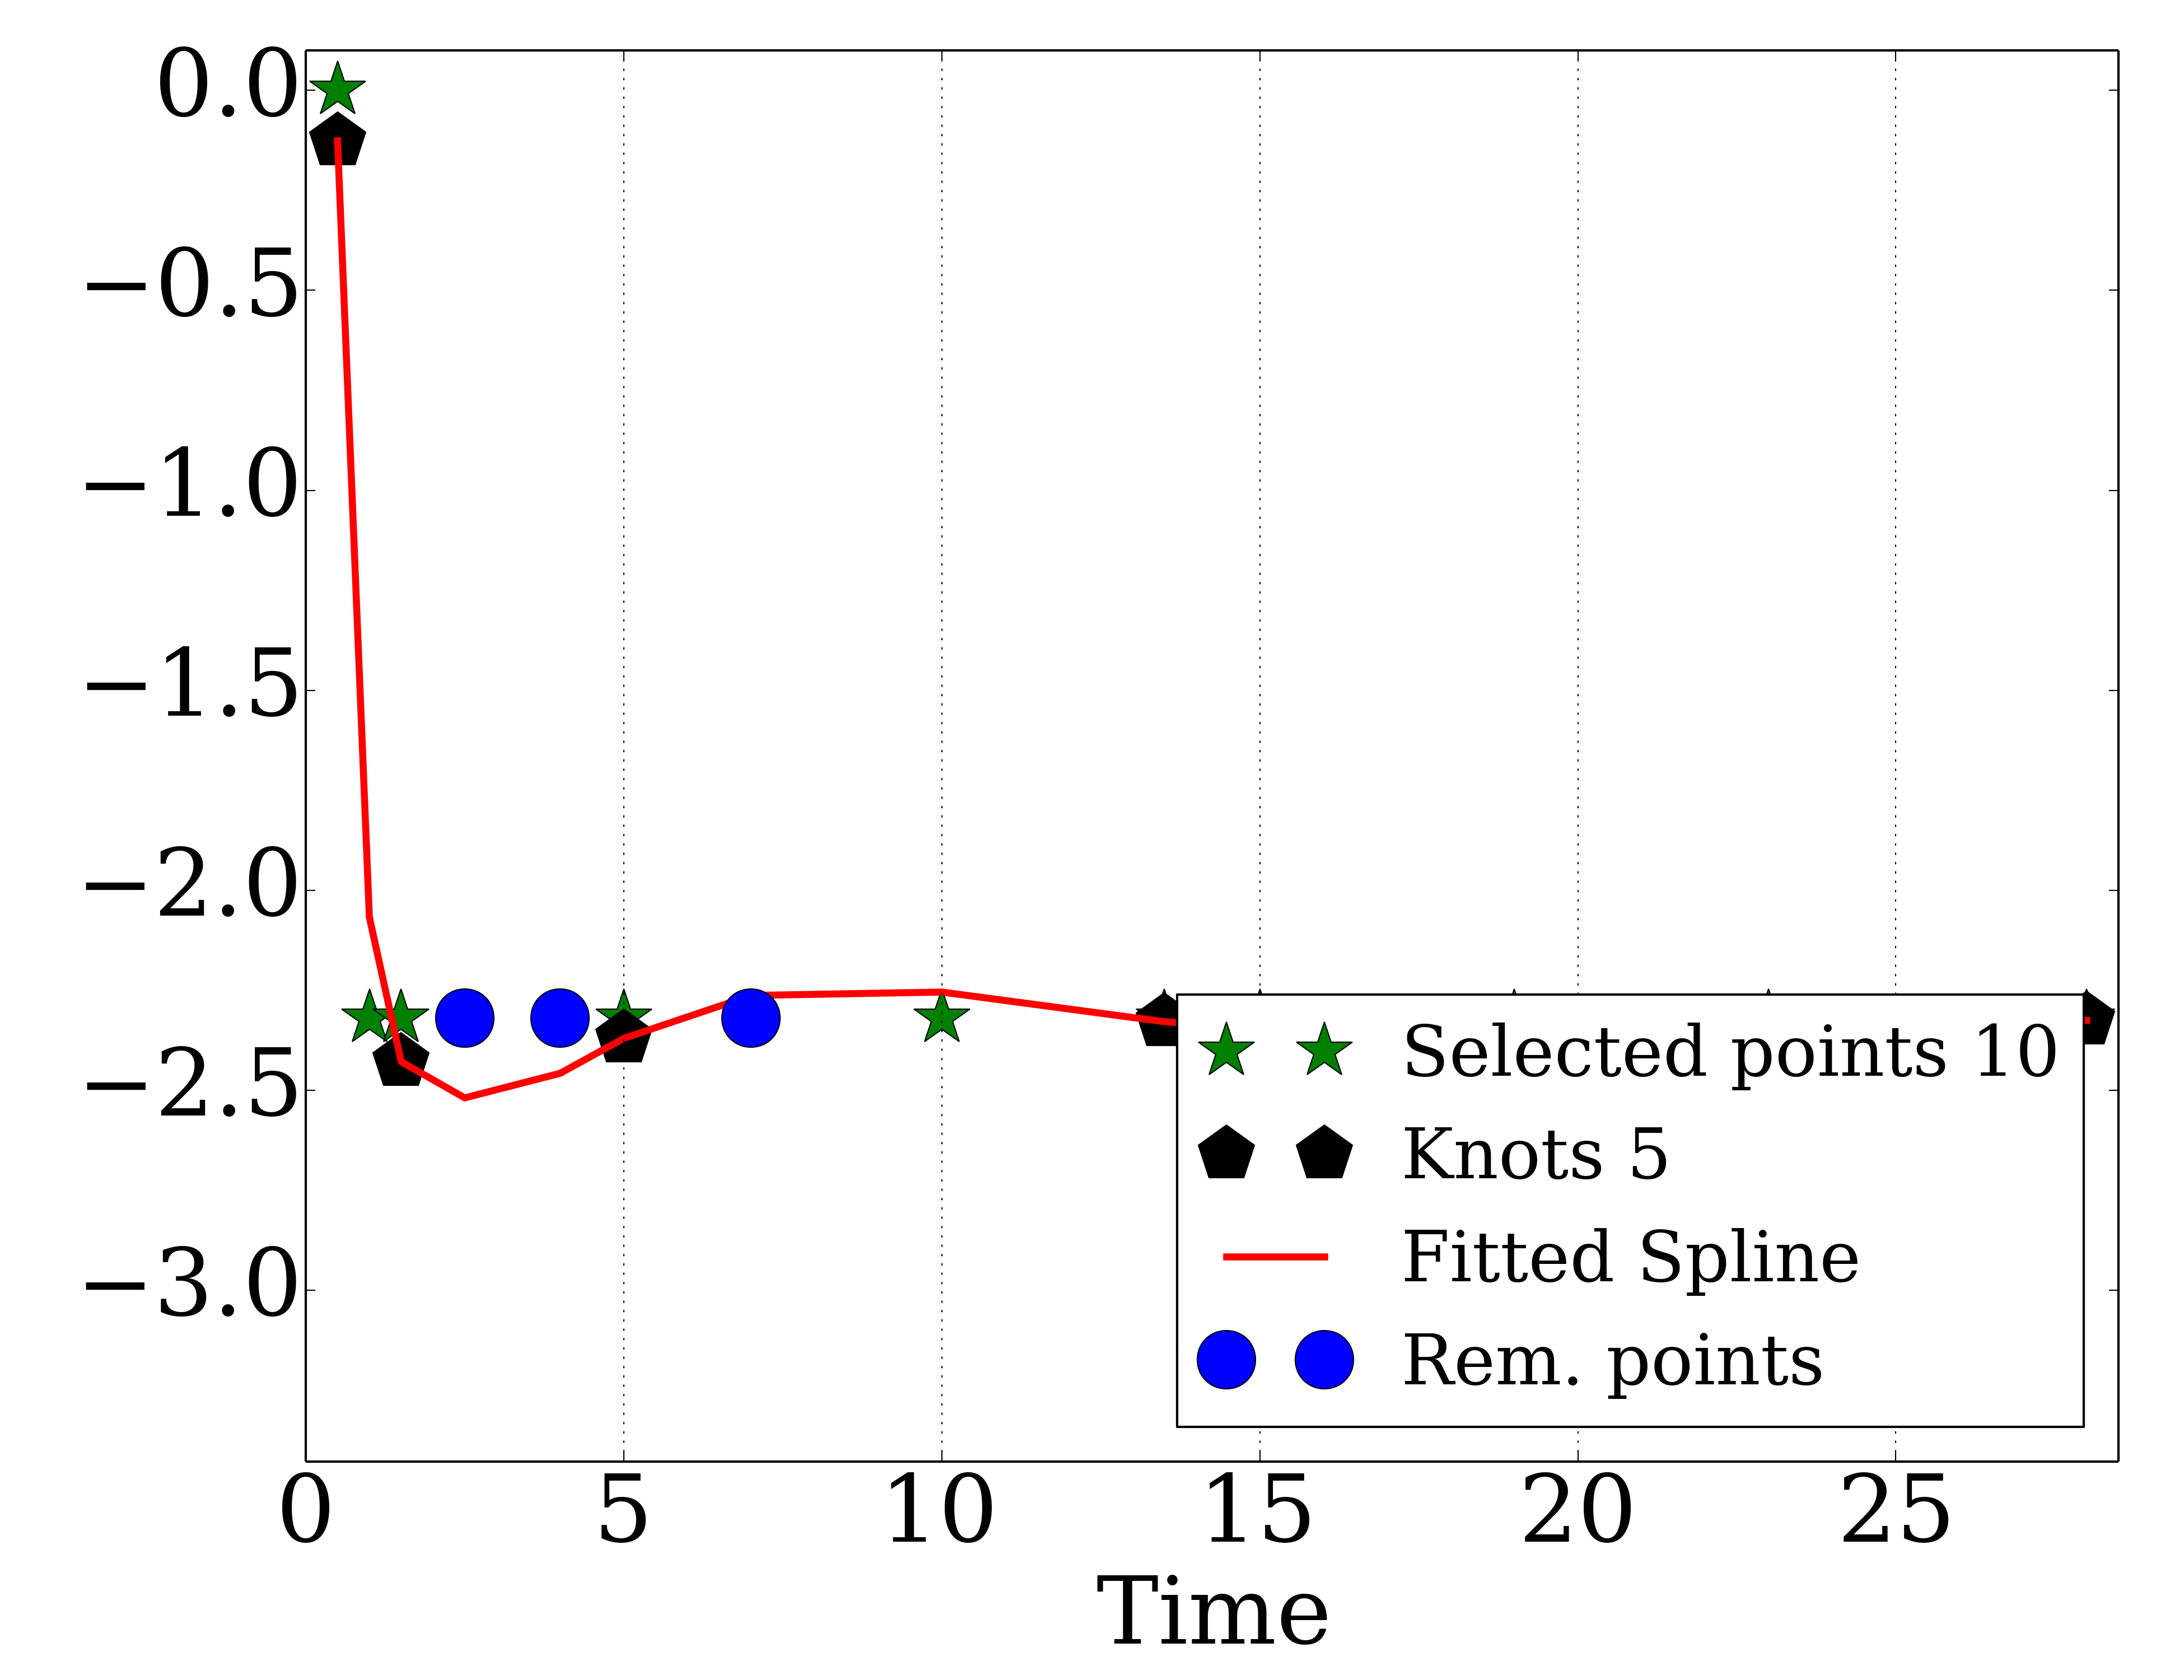 0.0
−0.5
−1.0
−1.5
−2.0
−2.5
−3.0
Selected points 10
Knots 5
Fitted Spline
Rem. points
0 5 10 15 20 25
Time